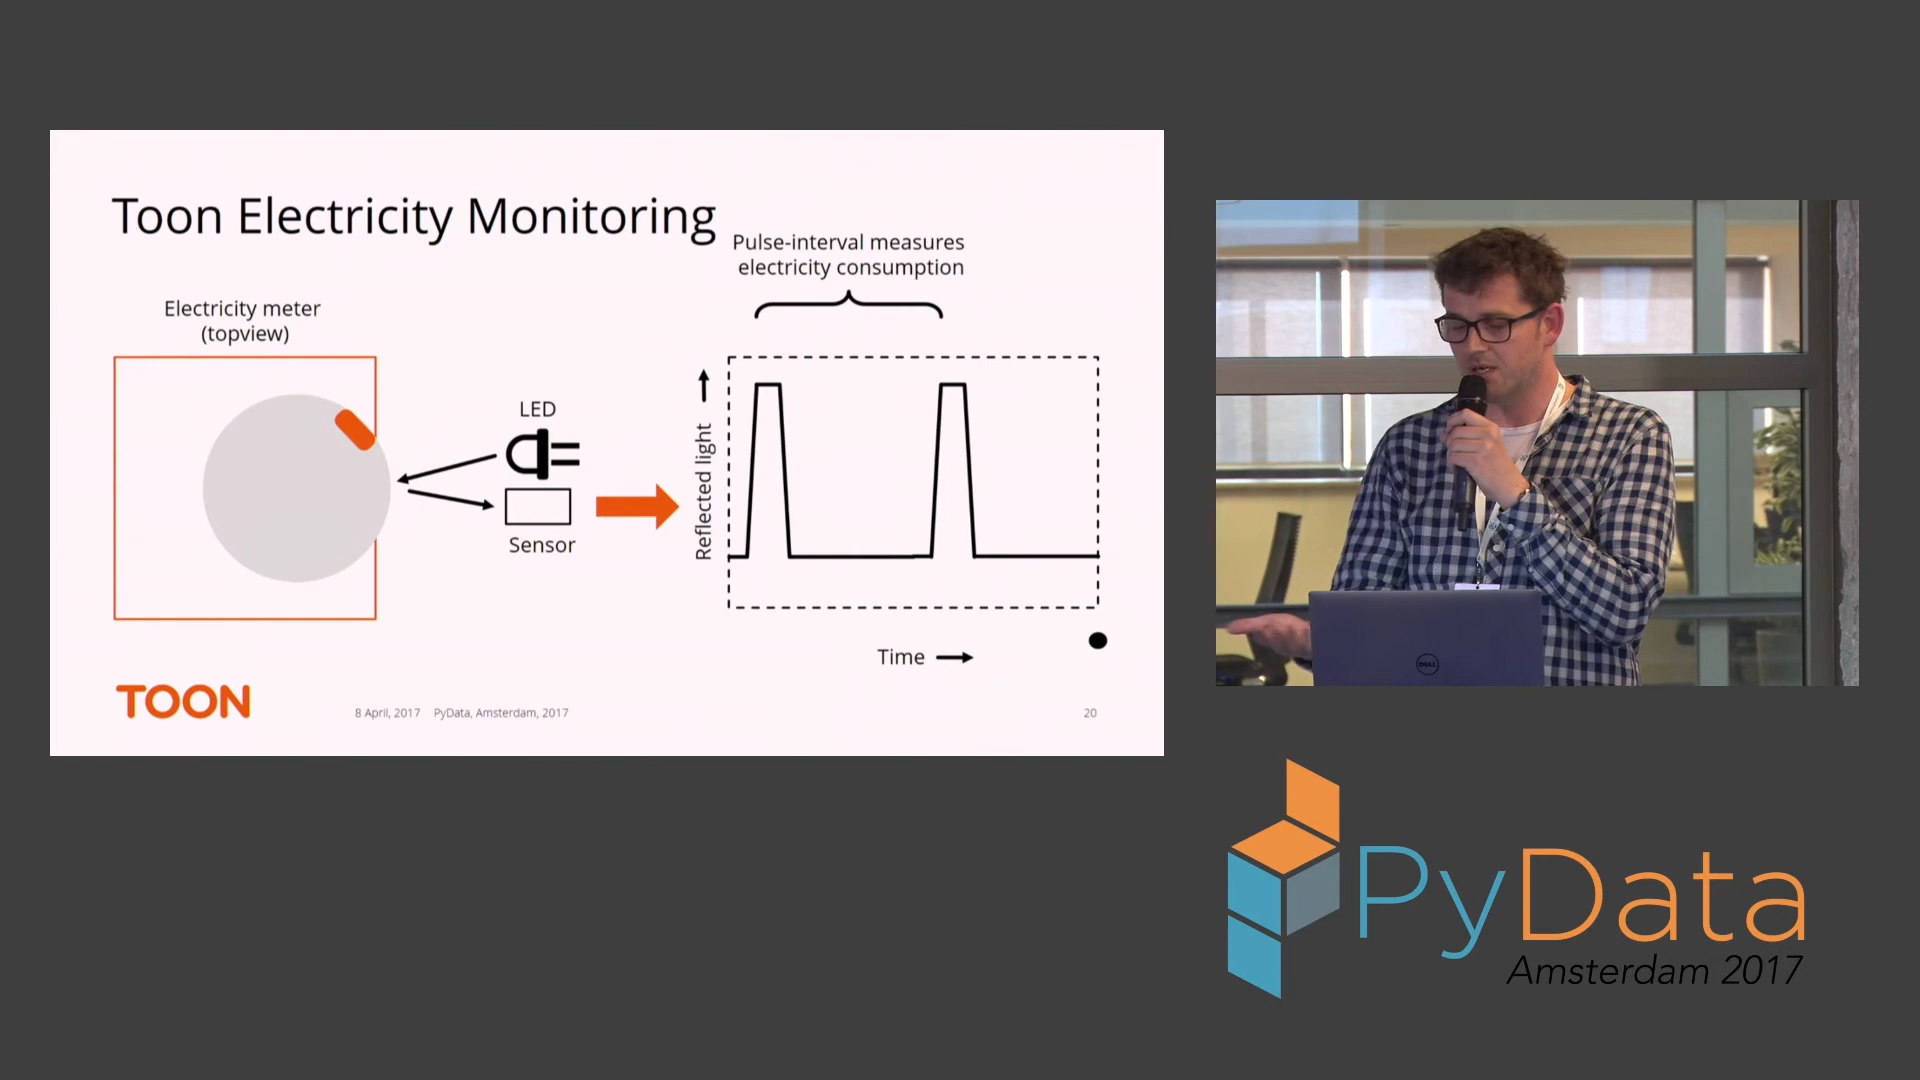 Toon Electricity Monitoring
Pulse-interval measures
electricity consumption
Electricity meter
(topview)
LED
Sensor
Reflected light
Time
TOON
8 April, 2017 PyData, Amsterdam, 2017
20
DELL
PyData
Amsterdam 2017